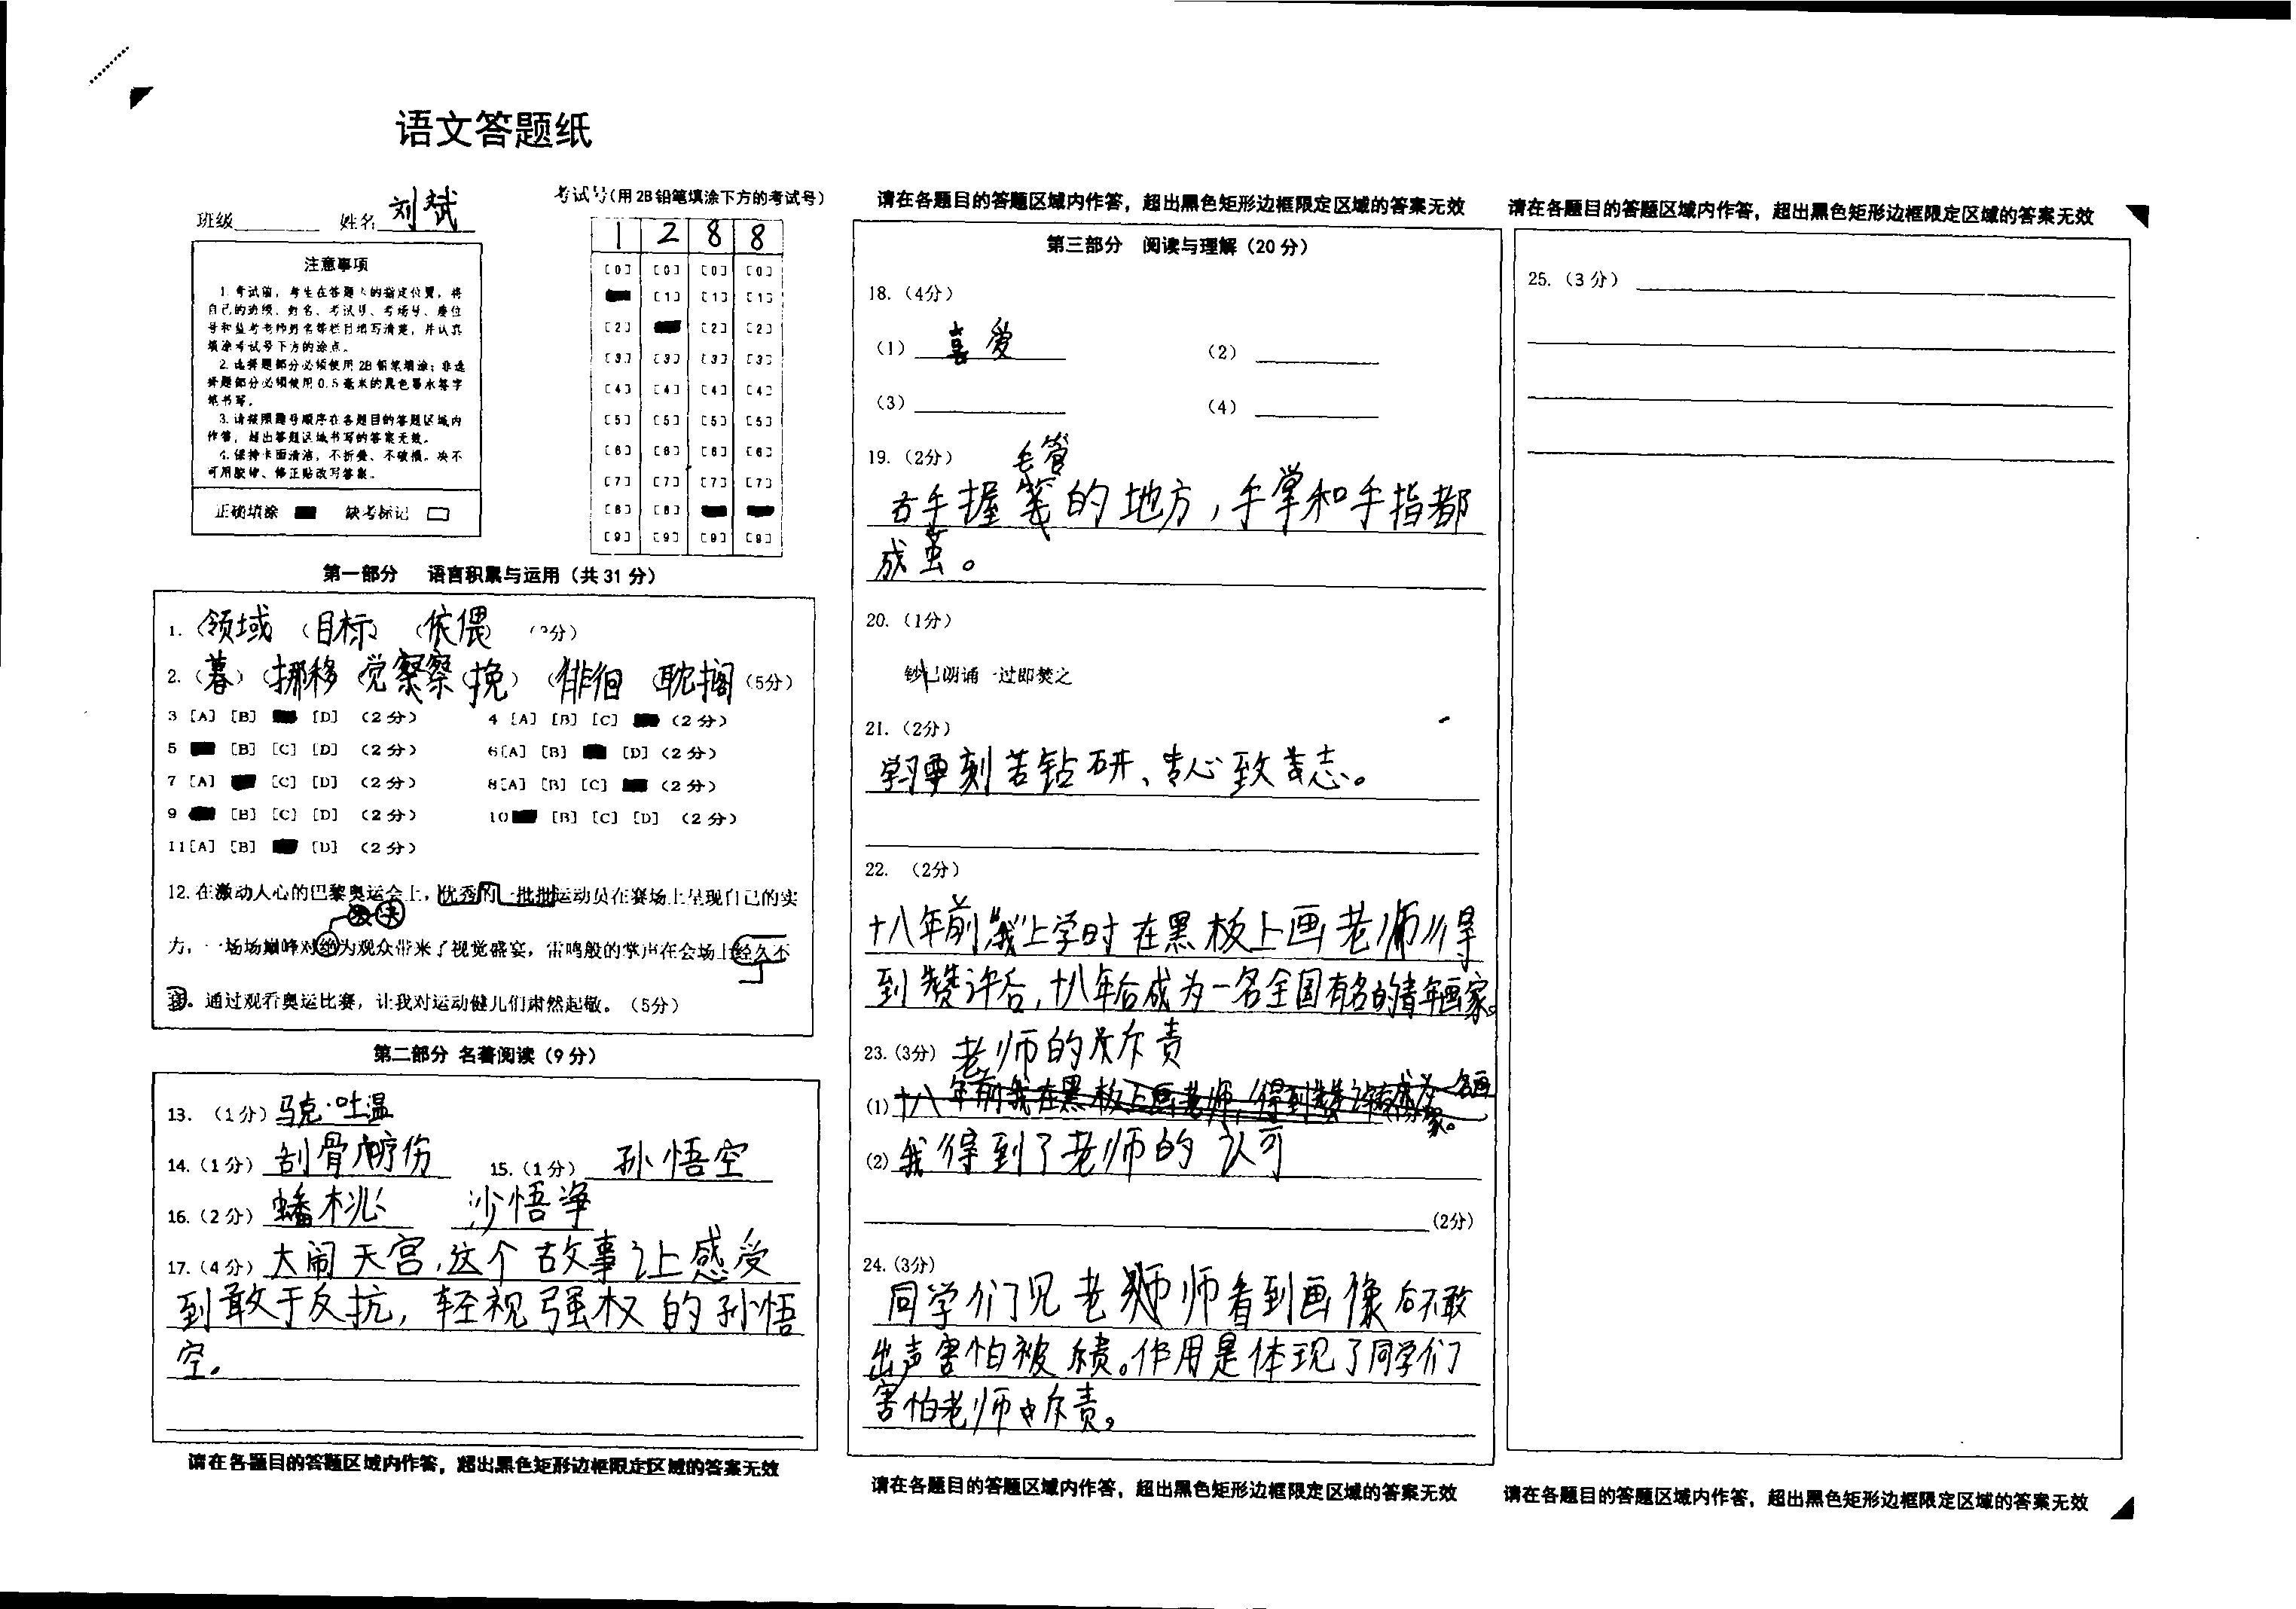 语文答题纸
班级 姓名 刘斌
考试号(用2B铅笔填涂下方的考试号)
1 2 8 8
[0] [0] [0] [0]
[1] [1] [1]
[2] [2] [2]
[3] [3] [3] [3]
[4] [4] [4] [4]
[5] [5] [5] [5]
[6] [6] [6] [6]
[7] [7] [7] [7]
[8] [8]
[9] [9] [9] [9]
注意事项
1.考试前,考生在答题卡的指定位置,将
自己的班级、姓名、考试号、考场号、座位
号和监考老师姓名等栏目填写清楚,并认真
填涂考试号下方的涂点。
2.选择题部分必须使用2B铅笔填涂;非选
择题部分必须使用0.5毫米的黑色墨水签字
笔书写。
3.请按照题号顺序在各题目的答题区域内
作答,超出答题区域书写的答案无效。
4.保持卡面清洁,不折叠、不破损。决不
可用胶带、修正贴改写答案。
正确填涂 缺考标记
第一部分 语言积累与运用(共31分)
1.(领域 (目标) (依偎) (3分)
2.(暮)(挪移 觉察察(挽)(徘徊 (耽搁(5分)
3 [A] [B] [D] (2分) 4 [A] [B] [C] (2分)
5 [B] [C] [D] (2分) 6[A] [B] [D] (2分)
7 [A] [C] [D] (2分) 8[A] [B] [C] (2分)
9 [B] [C] [D] (2分) 10 [B] [C] [D] (2分)
11[A] [B] [D] (2分)
12.在激动人心的巴黎奥运会上,优秀的一批批运动员在赛场上呈现自己的实
力,一场场巅峰对绝为观众带来了视觉盛宴,雷鸣般的掌声在会场上经久不
。通过观看奥运比赛,让我对运动健儿们肃然起敬。(5分)
第二部分 名著阅读(9分)
13.(1分)马克·吐温
14.(1分)刮骨疗伤 15.(1分)孙悟空
16.(2分)蟠桃 沙悟净
17.(4分)大闹天宫,这个故事让感受
到敢于反抗,轻视强权的孙悟
空。
请在各题目的答题区域内作答,超出黑色矩形边框限定区域的答案无效
请在各题目的答题区域内作答,超出黑色矩形边框限定区域的答案无效
第三部分 阅读与理解(20分)
18.(4分)
(1)喜爱 (2)
(3) (4)
19.(2分) 毛管
右手握笺的地方,手掌和手指都
成茧。
20.(1分)
钞已朗诵一过即焚之
21.(2分)
学习要刻苦钻研、专心致志。
22.(2分)
十八年前“我”上学时在黑板上画老师得
到赞许后,十八年后成为一名全国有名的青年画家。
23.(3分)老师的斥责
(1)十八年前我在黑板上画老师,得到赞许后成为一名画
家。
(2)我得到了老师的认可
(2分)
24.(3分)
同学们见老师看到画像后不敢
出声害怕被责。作用是体现了同学们
害怕老师斥责。
请在各题目的答题区域内作答,超出黑色矩形边框限定区域的答案无效
请在各题目的答题区域内作答,超出黑色矩形边框限定区域的答案无效
25.(3分)
请在各题目的答题区域内作答,超出黑色矩形边框限定区域的答案无效